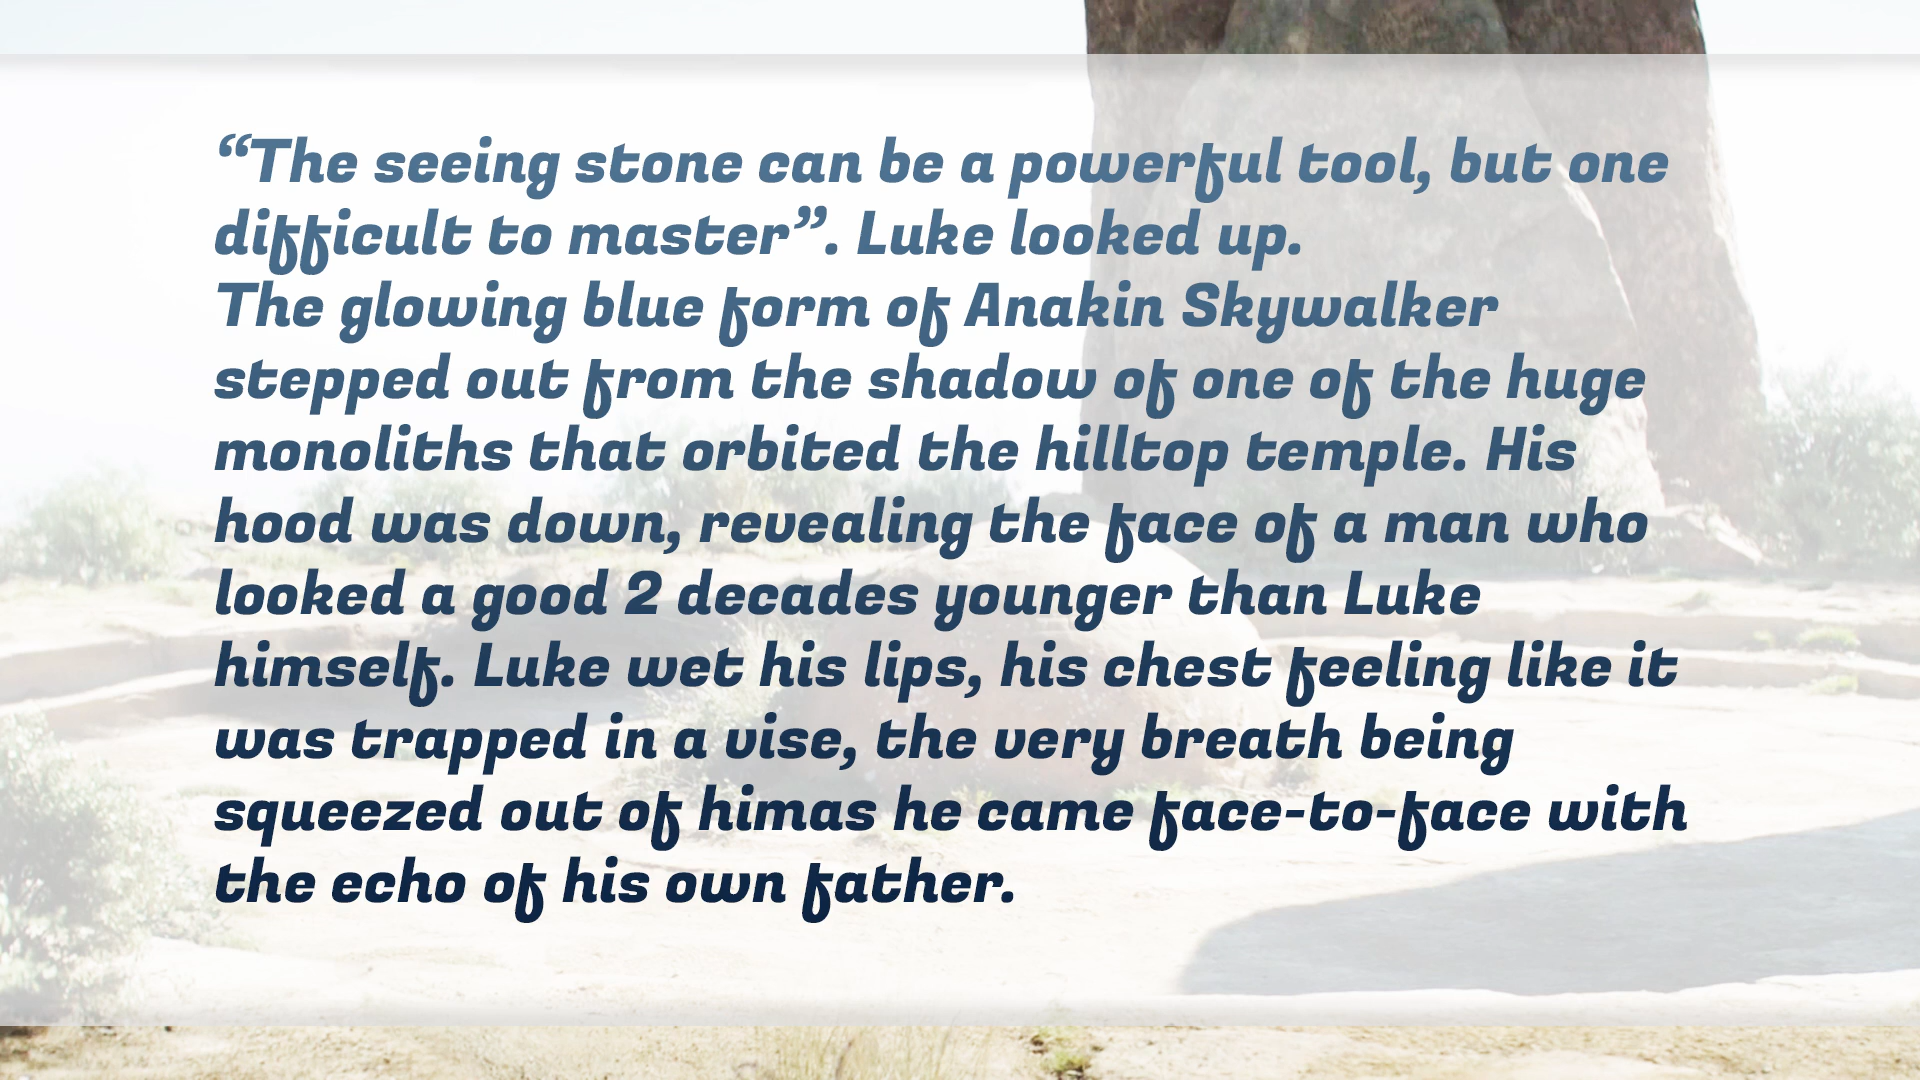 “The seeing stone can be a powerful tool, but one
difficult to master”. Luke looked up.
The glowing blue form of Anakin Skywalker
stepped out from the shadow of one of the huge
monoliths that orbited the hilltop temple. His
hood was down, revealing the face of a man who
looked a good 2 decades younger than Luke
himself. Luke wet his lips, his chest feeling like it
was trapped in a vise, the very breath being
squeezed out of himas he came face-to-face with
the echo of his own father.